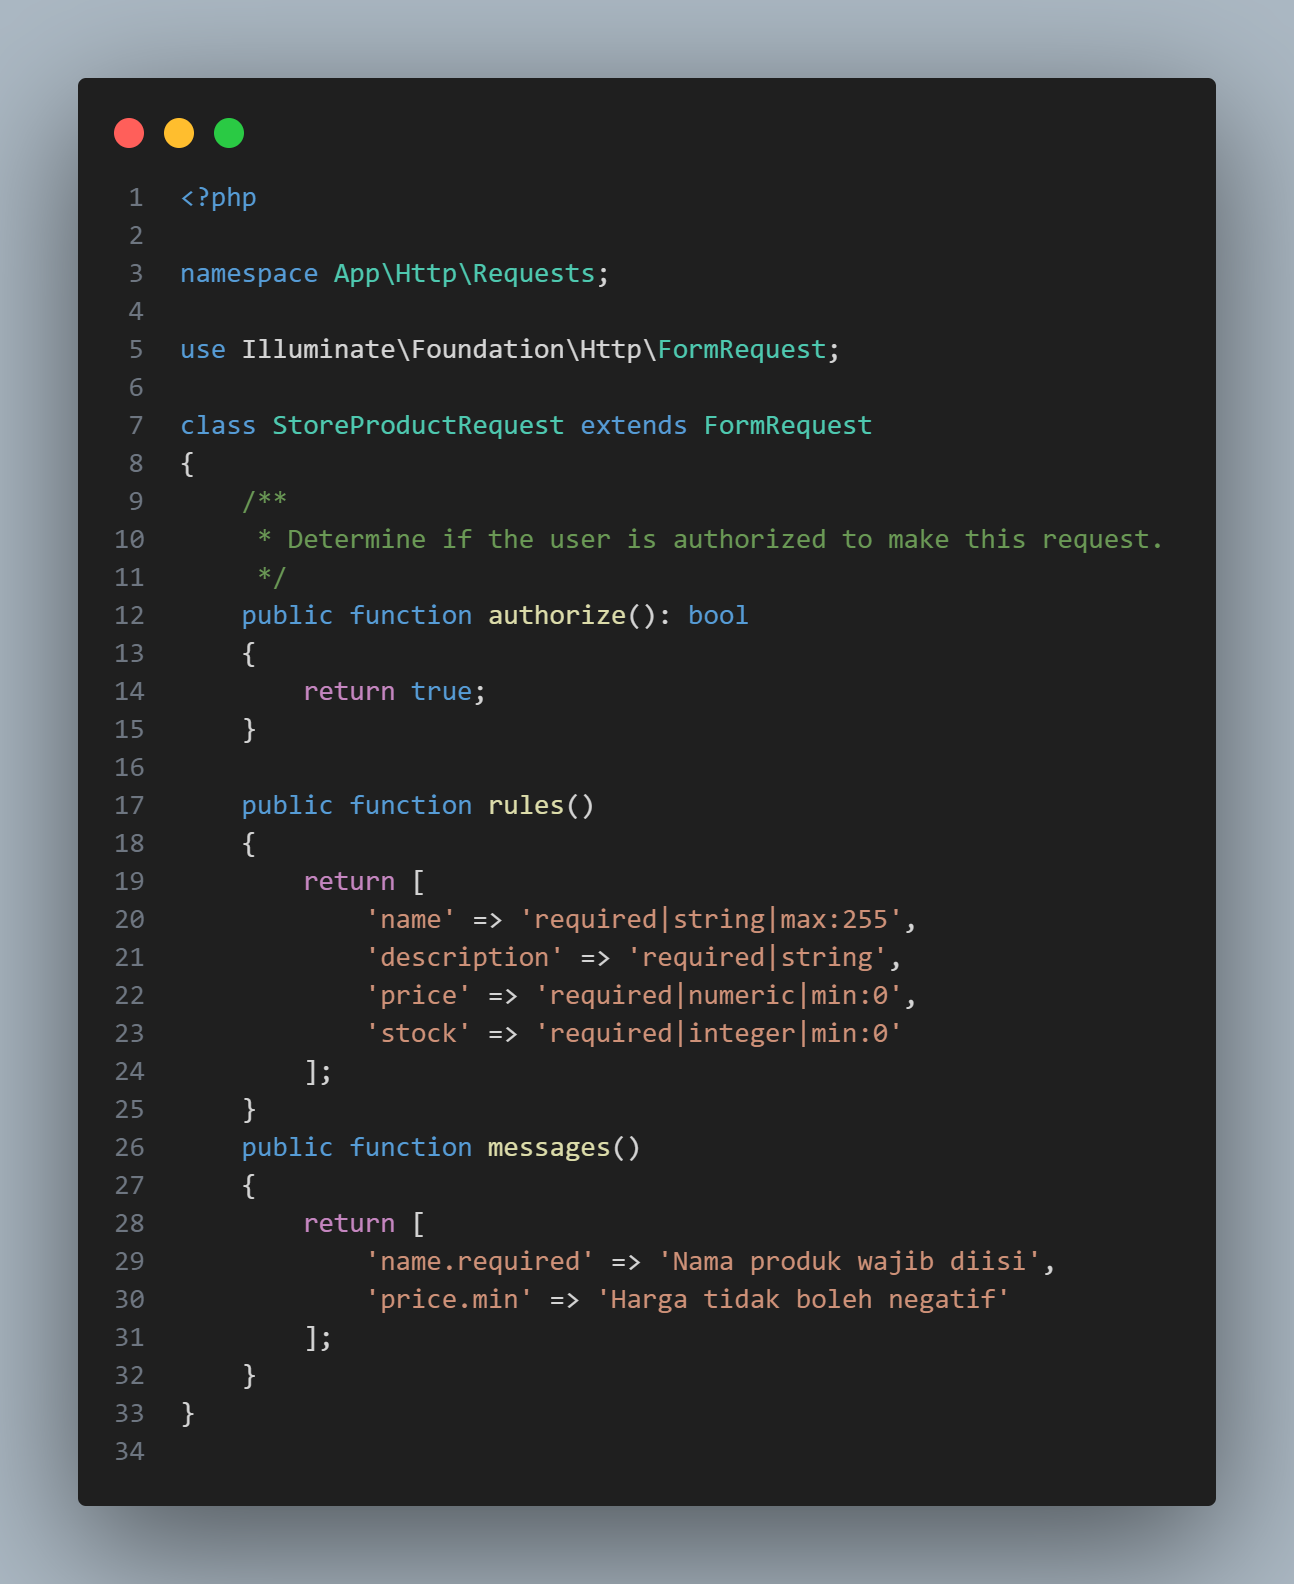 1 <?php
2
3 namespace App\Http\Requests;
4
5 use Illuminate\Foundation\Http\FormRequest;
6
7 class StoreProductRequest extends FormRequest
8 {
9     /**
10      * Determine if the user is authorized to make this request.
11      */
12     public function authorize(): bool
13     {
14         return true;
15     }
16
17     public function rules()
18     {
19         return [
20             'name' => 'required|string|max:255',
21             'description' => 'required|string',
22             'price' => 'required|numeric|min:0',
23             'stock' => 'required|integer|min:0'
24         ];
25     }
26     public function messages()
27     {
28         return [
29             'name.required' => 'Nama produk wajib diisi',
30             'price.min' => 'Harga tidak boleh negatif'
31         ];
32     }
33 }
34